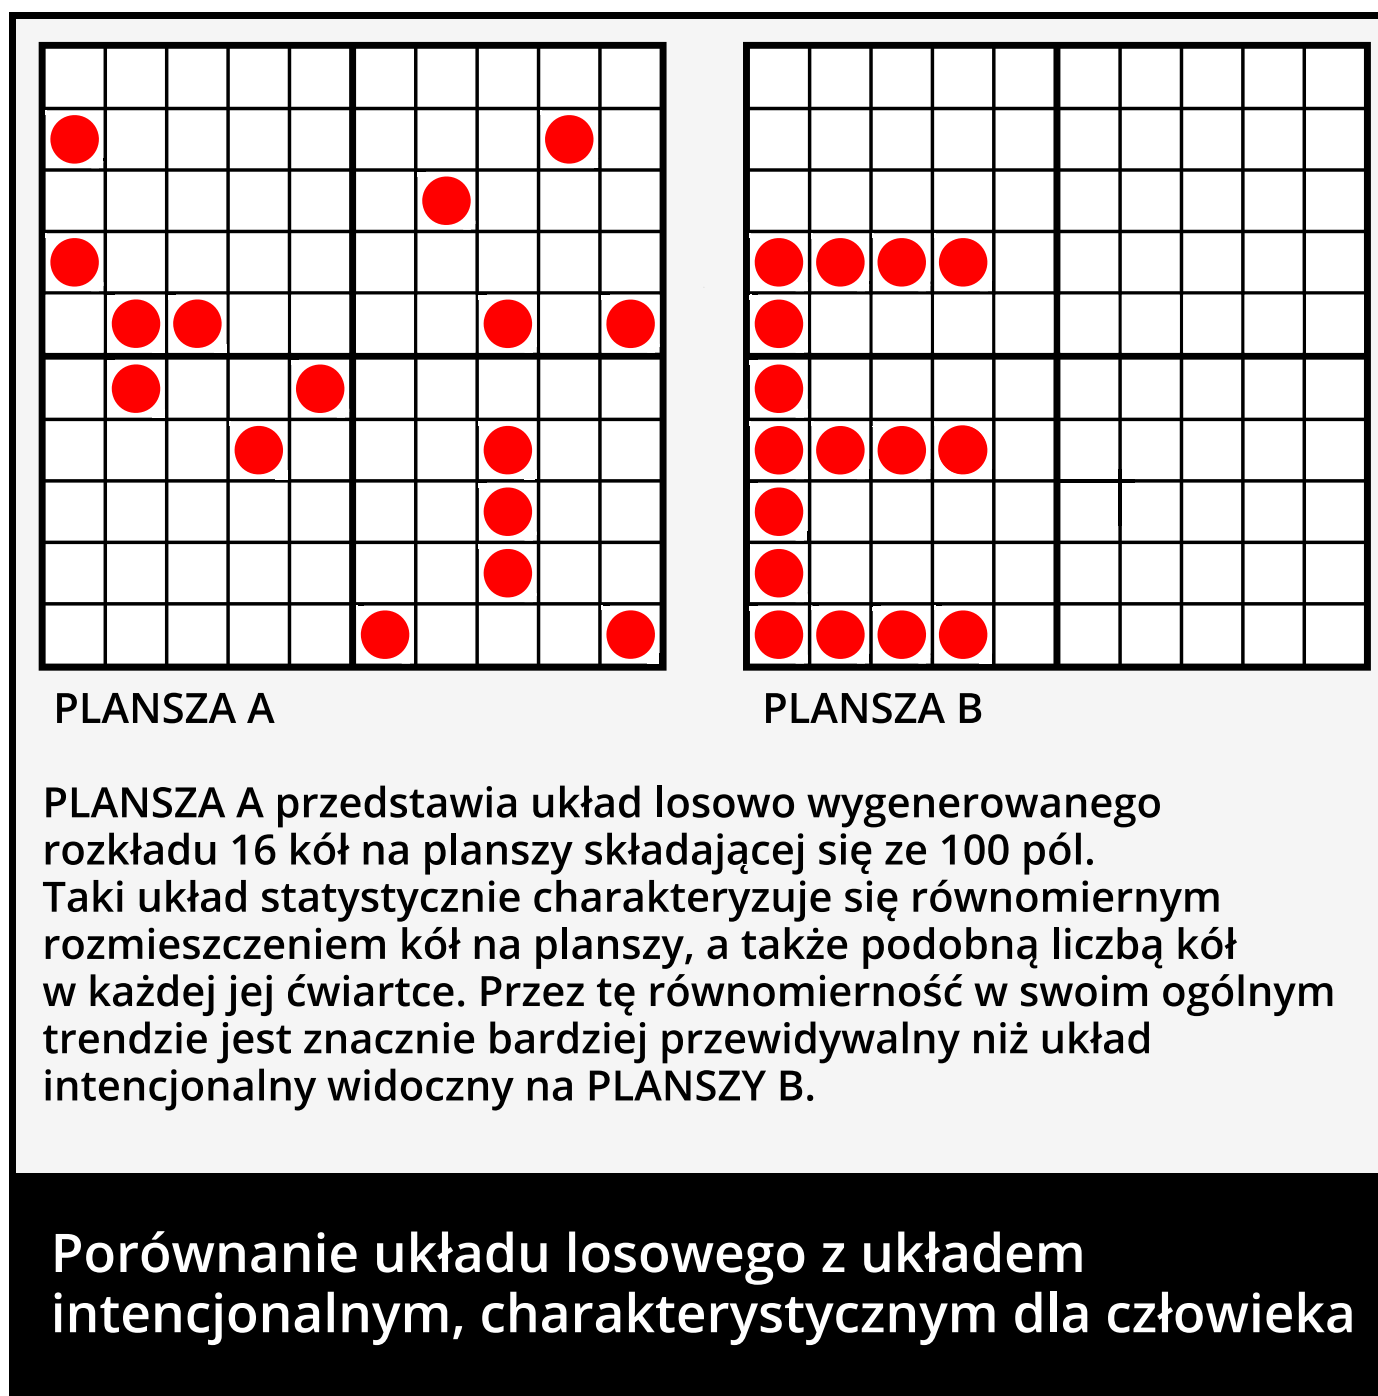 PLANSZA A
PLANSZA B
PLANSZA A przedstawia układ losowo wygenerowanego
rozkładu 16 kół na planszy składającej się ze 100 pól.
Taki układ statystycznie charakteryzuje się równomiernym
rozmieszczeniem kół na planszy, a także podobną liczbą kół
w każdej jej ćwiartce. Przez tę równomierność w swoim ogólnym
trendzie jest znacznie bardziej przewidywalny niż układ
intencjonalny widoczny na PLANSZY B.
Porównanie układu losowego z układem
intencjonalnym, charakterystycznym dla człowieka